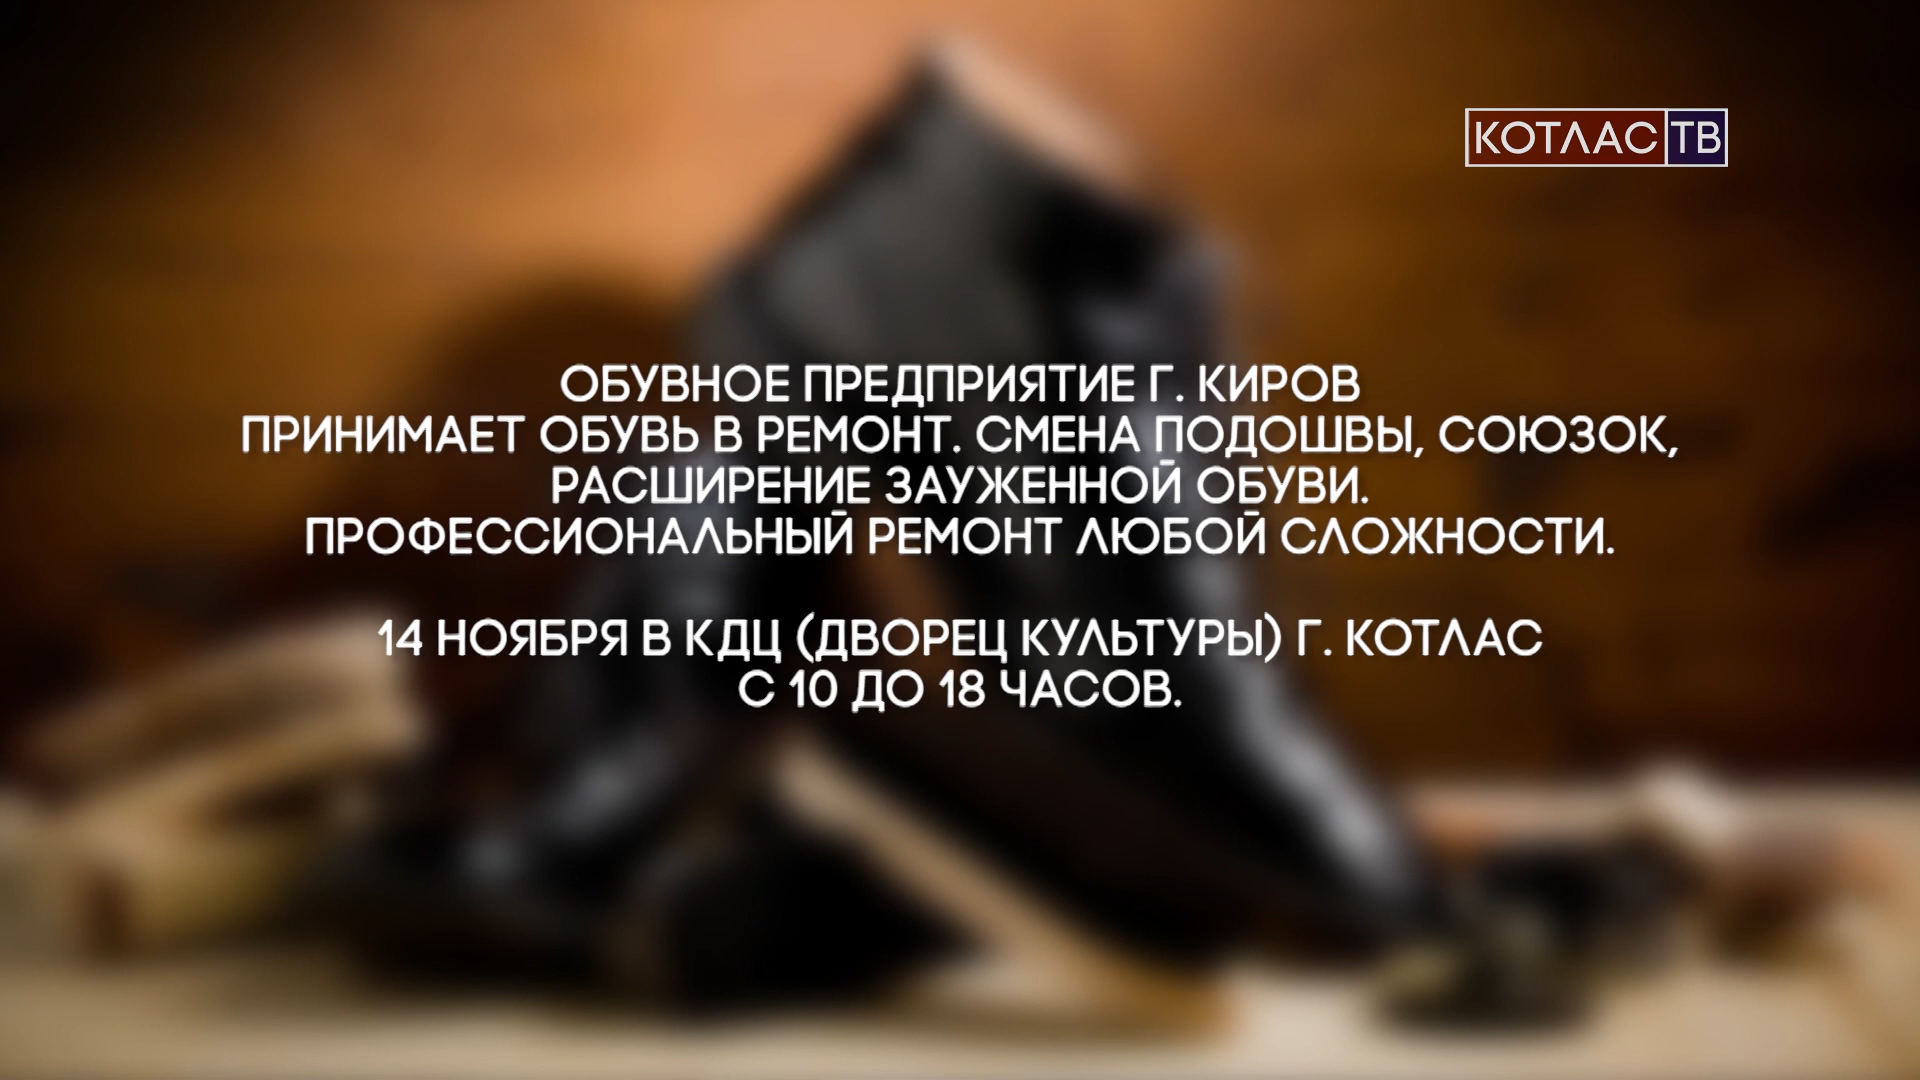 КОТЛАС ТВ
ОБУВНОЕ ПРЕДПРИЯТИЕ Г. КИРОВ
ПРИНИМАЕТ ОБУВЬ В РЕМОНТ. СМЕНА ПОДОШВЫ, СОЮЗОК,
РАСШИРЕНИЕ ЗАУЖЕННОЙ ОБУВИ.
ПРОФЕССИОНАЛЬНЫЙ РЕМОНТ ЛЮБОЙ СЛОЖНОСТИ.
14 НОЯБРЯ В КДЦ (ДВОРЕЦ КУЛЬТУРЫ) Г. КОТЛАС
С 10 ДО 18 ЧАСОВ.